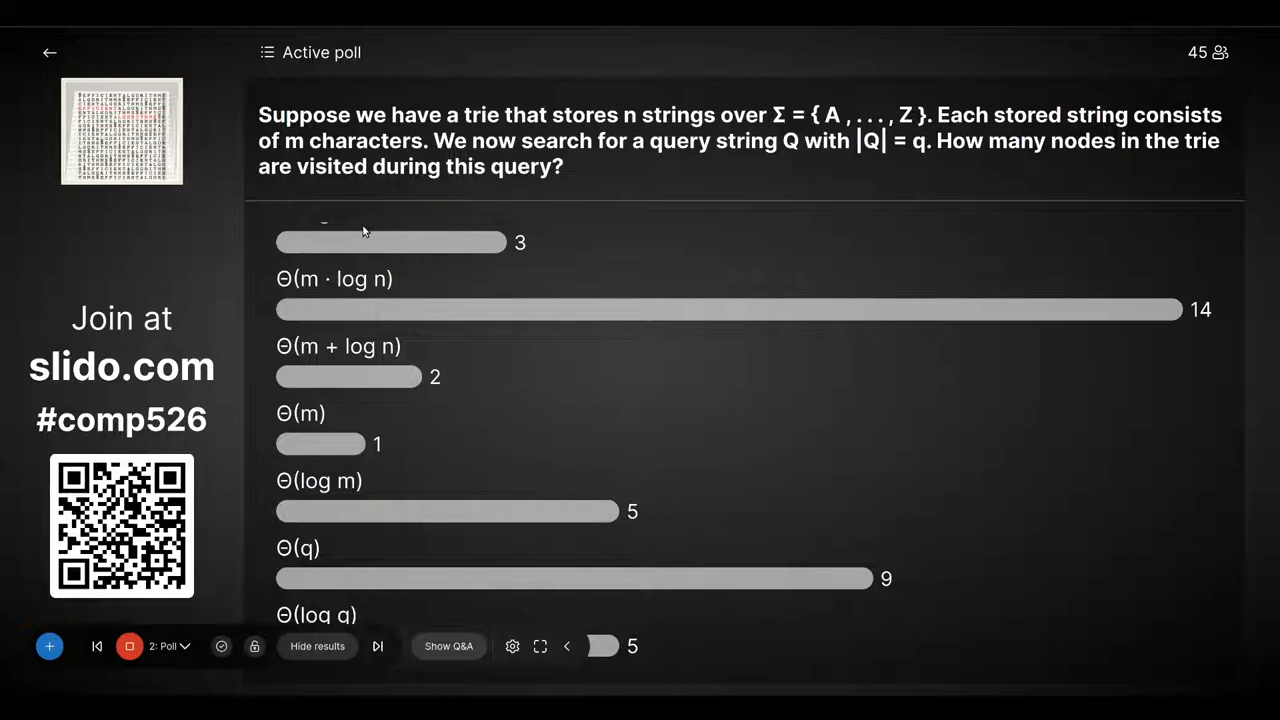 Active poll
45
Suppose we have a trie that stores n strings over Σ = { A , . . . , Z }. Each stored string consists
of m characters. We now search for a query string Q with |Q| = q. How many nodes in the trie
are visited during this query?
3
Θ(m · log n)
14
Θ(m + log n)
2
Θ(m)
1
Θ(log m)
5
Θ(q)
9
Θ(log q)
5
Join at
slido.com
#comp526
2: Poll
Hide results
Show Q&A